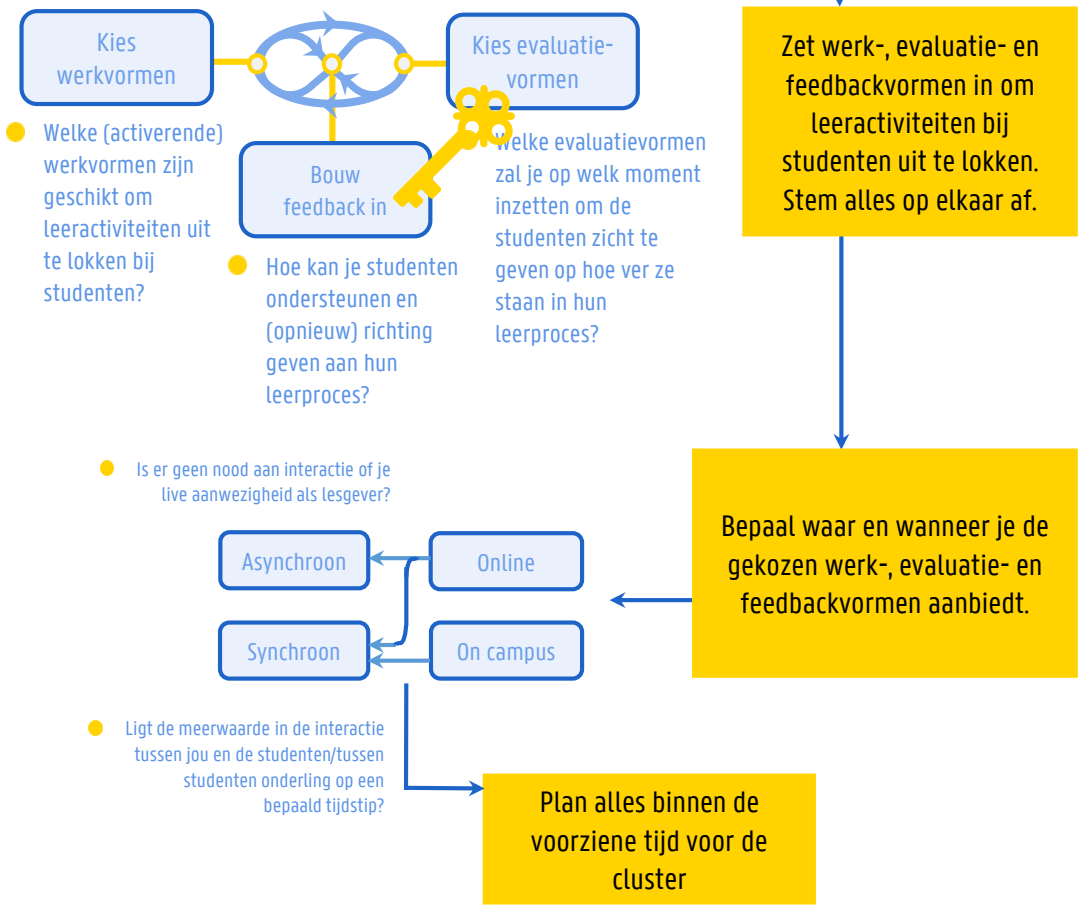 Kies
werkvormen
Kies evaluatie-
vormen
Bouw
feedback in
Welke (activerende)
werkvormen zijn
geschikt om
leeractiviteiten uit
te lokken bij
studenten?
Hoe kan je studenten
ondersteunen en
(opnieuw) richting
geven aan hun
leerproces?
Welke evaluatievormen
zal je op welk moment
inzetten om de
studenten zicht te
geven op hoe ver ze
staan in hun
leerproces?
Zet werk-, evaluatie- en
feedbackvormen in om
leeractiviteiten bij
studenten uit te lokken.
Stem alles op elkaar af.
Is er geen nood aan interactie of je
live aanwezigheid als lesgever?
Asynchroon
Online
Synchroon
On campus
Bepaal waar en wanneer je de
gekozen werk-, evaluatie- en
feedbackvormen aanbiedt.
Ligt de meerwaarde in de interactie
tussen jou en de studenten/tussen
studenten onderling op een
bepaald tijdstip?
Plan alles binnen de
voorziene tijd voor de
cluster